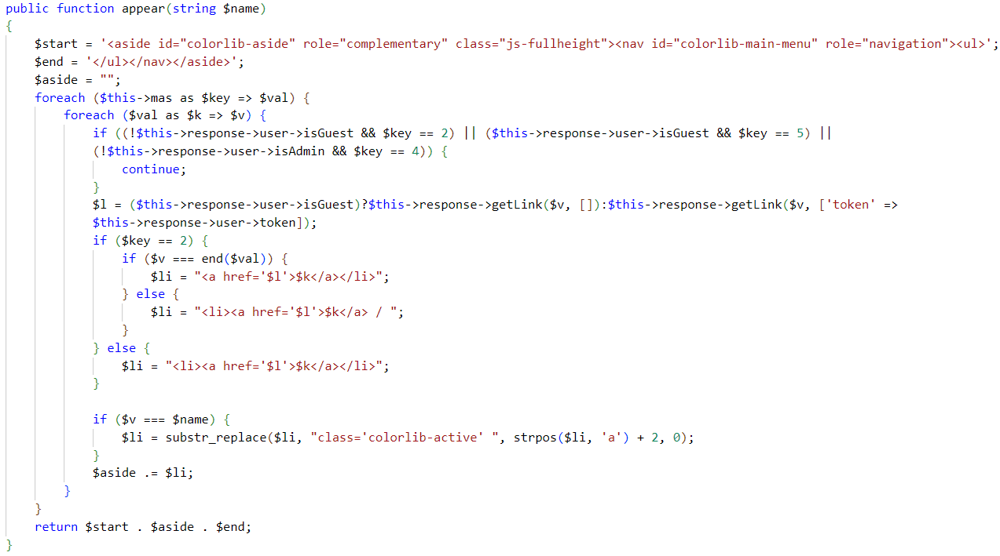 public function appear(string $name)
{
    $start = '<aside id="colorlib-aside" role="complementary" class="js-fullheight"><nav id="colorlib-main-menu" role="navigation"><ul>';
    $end = '</ul></nav></aside>';
    $aside = "";
    foreach ($this->mas as $key => $val) {
        foreach ($val as $k => $v) {
            if ((!$this->response->user->isGuest && $key == 2) || ($this->response->user->isGuest && $key == 5) ||
            (!$this->response->user->isAdmin && $key == 4)) {
                continue;
            }
            $l = ($this->response->user->isGuest)?$this->response->getLink($v, []):$this->response->getLink($v, ['token' =>
            $this->response->user->token]);
            if ($key == 2) {
                if ($v === end($val)) {
                    $li = "<a href='$l'>$k</a></li>";
                } else {
                    $li = "<li><a href='$l'>$k</a> / ";
                }
            } else {
                $li = "<li><a href='$l'>$k</a></li>";
            }

            if ($v === $name) {
                $li = substr_replace($li, "class='colorlib-active' ", strpos($li, 'a') + 2, 0);
            }
            $aside .= $li;
        }
    }
    return $start . $aside . $end;
}